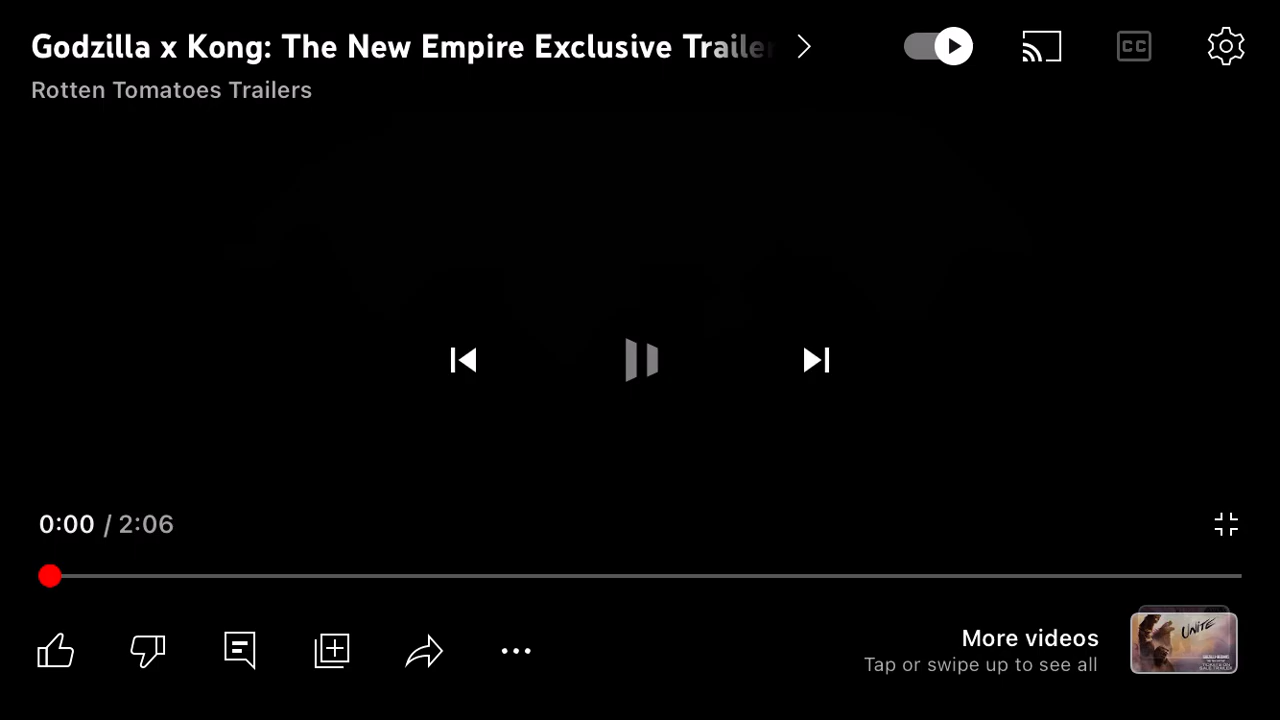 Godzilla x Kong: The New Empire Exclusive Trailer
Rotten Tomatoes Trailers
CC
0:00 / 2:06
More videos
Tap or swipe up to see all
UNITE